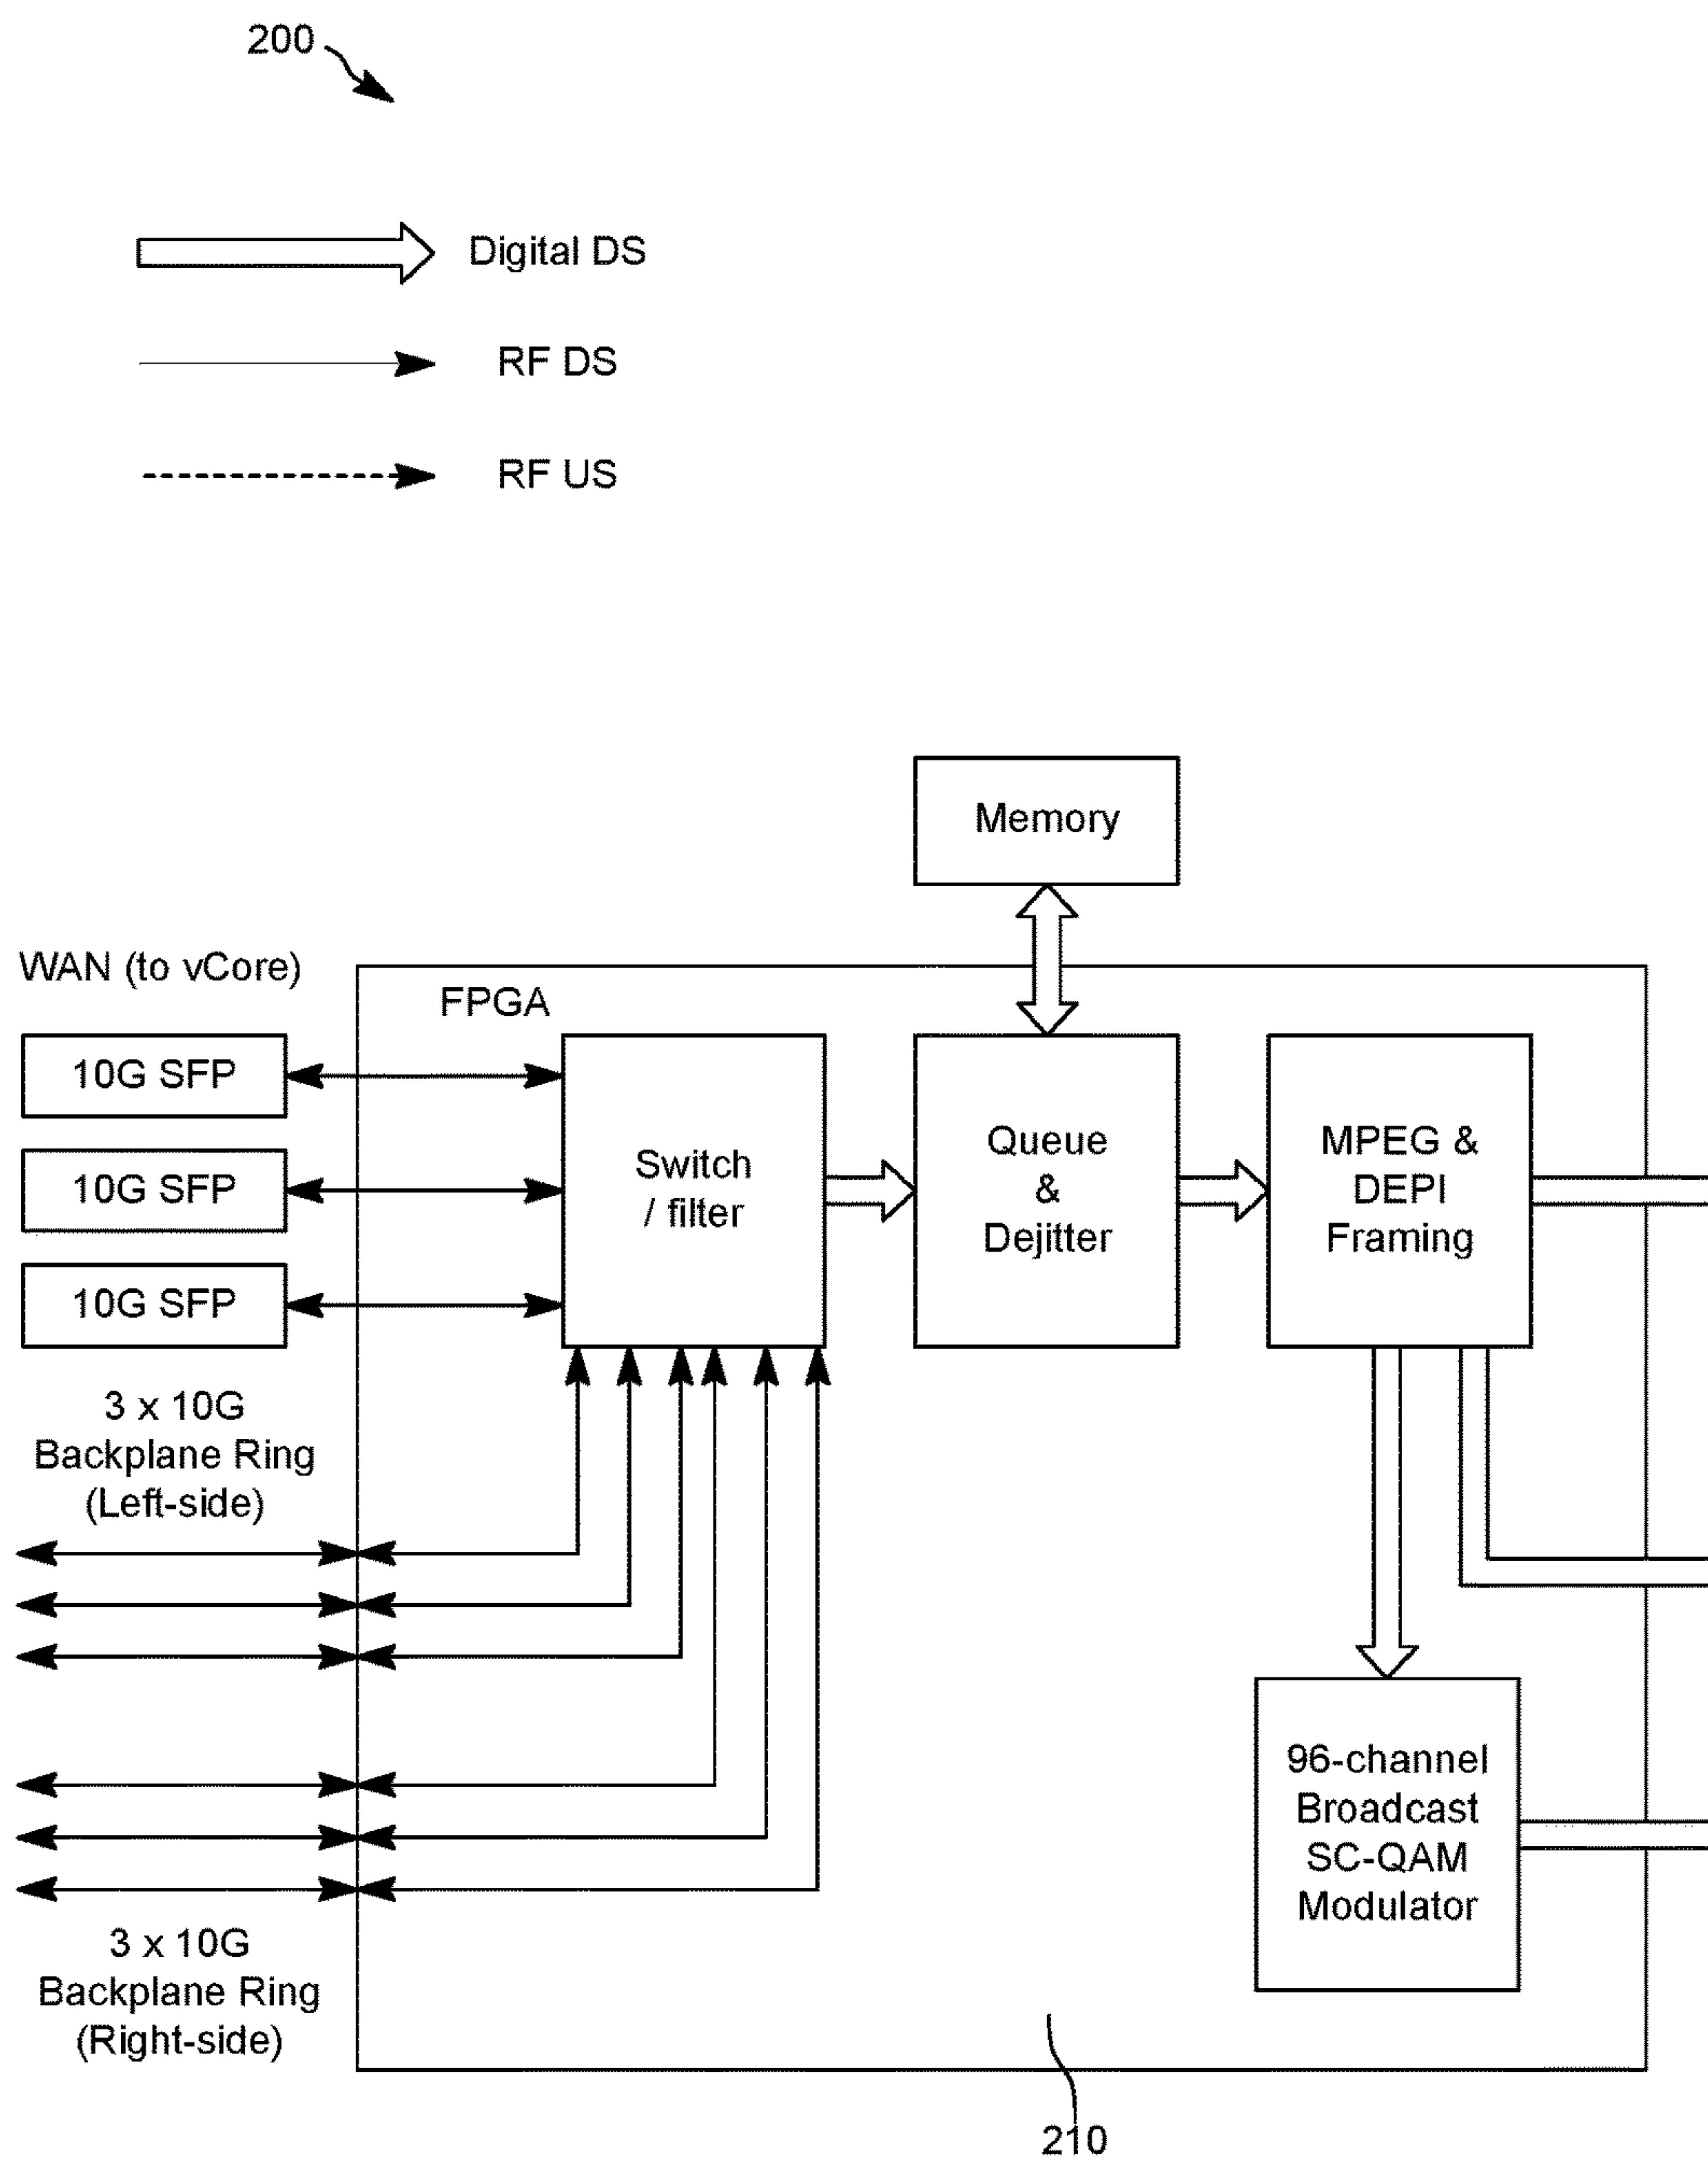 200
Digital DS
RF DS
RF US
Memory
WAN (to vCore)
FPGA
10G SFP
10G SFP
10G SFP
Switch
/ filter
Queue
&
Dejitter
MPEG &
DEPI
Framing
3 x 10G
Backplane Ring
(Left-side)
96-channel
Broadcast
SC-QAM
Modulator
3 x 10G
Backplane Ring
(Right-side)
210